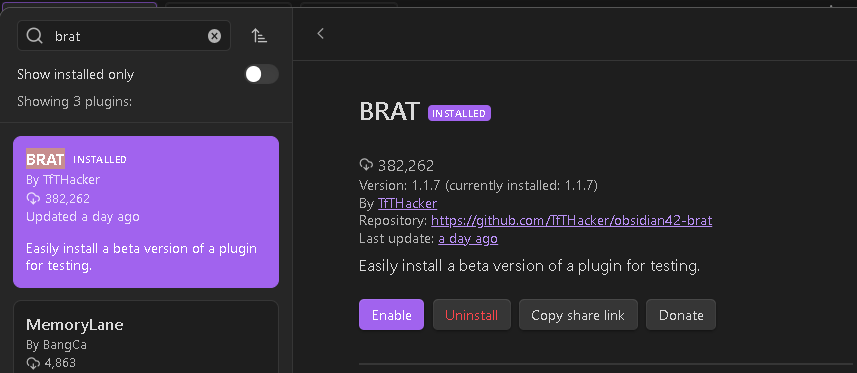 brat
Show installed only
Showing 3 plugins:
BRAT INSTALLED
By TfTHacker
382,262
Updated a day ago
Easily install a beta version of a plugin
for testing.
MemoryLane
By BangCa
4,863
BRAT INSTALLED
382,262
Version: 1.1.7 (currently installed: 1.1.7)
By TfTHacker
Repository: https://github.com/TfTHacker/obsidian42-brat
Last update: a day ago
Easily install a beta version of a plugin for testing.
Enable Uninstall Copy share link Donate